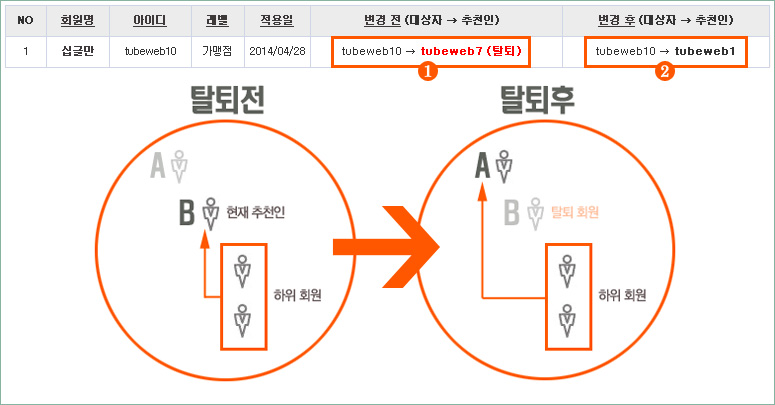 NO 회원명 아이디 레벨 적용일 변경 전 (대상자 → 추천인) 변경 후 (대상자 → 추천인)
1 십글만 tubeweb10 가맹점 2014/04/28 tubeweb10 → tubeweb7 (탈퇴) tubeweb10 → tubeweb1
1 2
탈퇴전 탈퇴후
A A
B 현재 추천인 B 탈퇴 회원
하위 회원 하위 회원